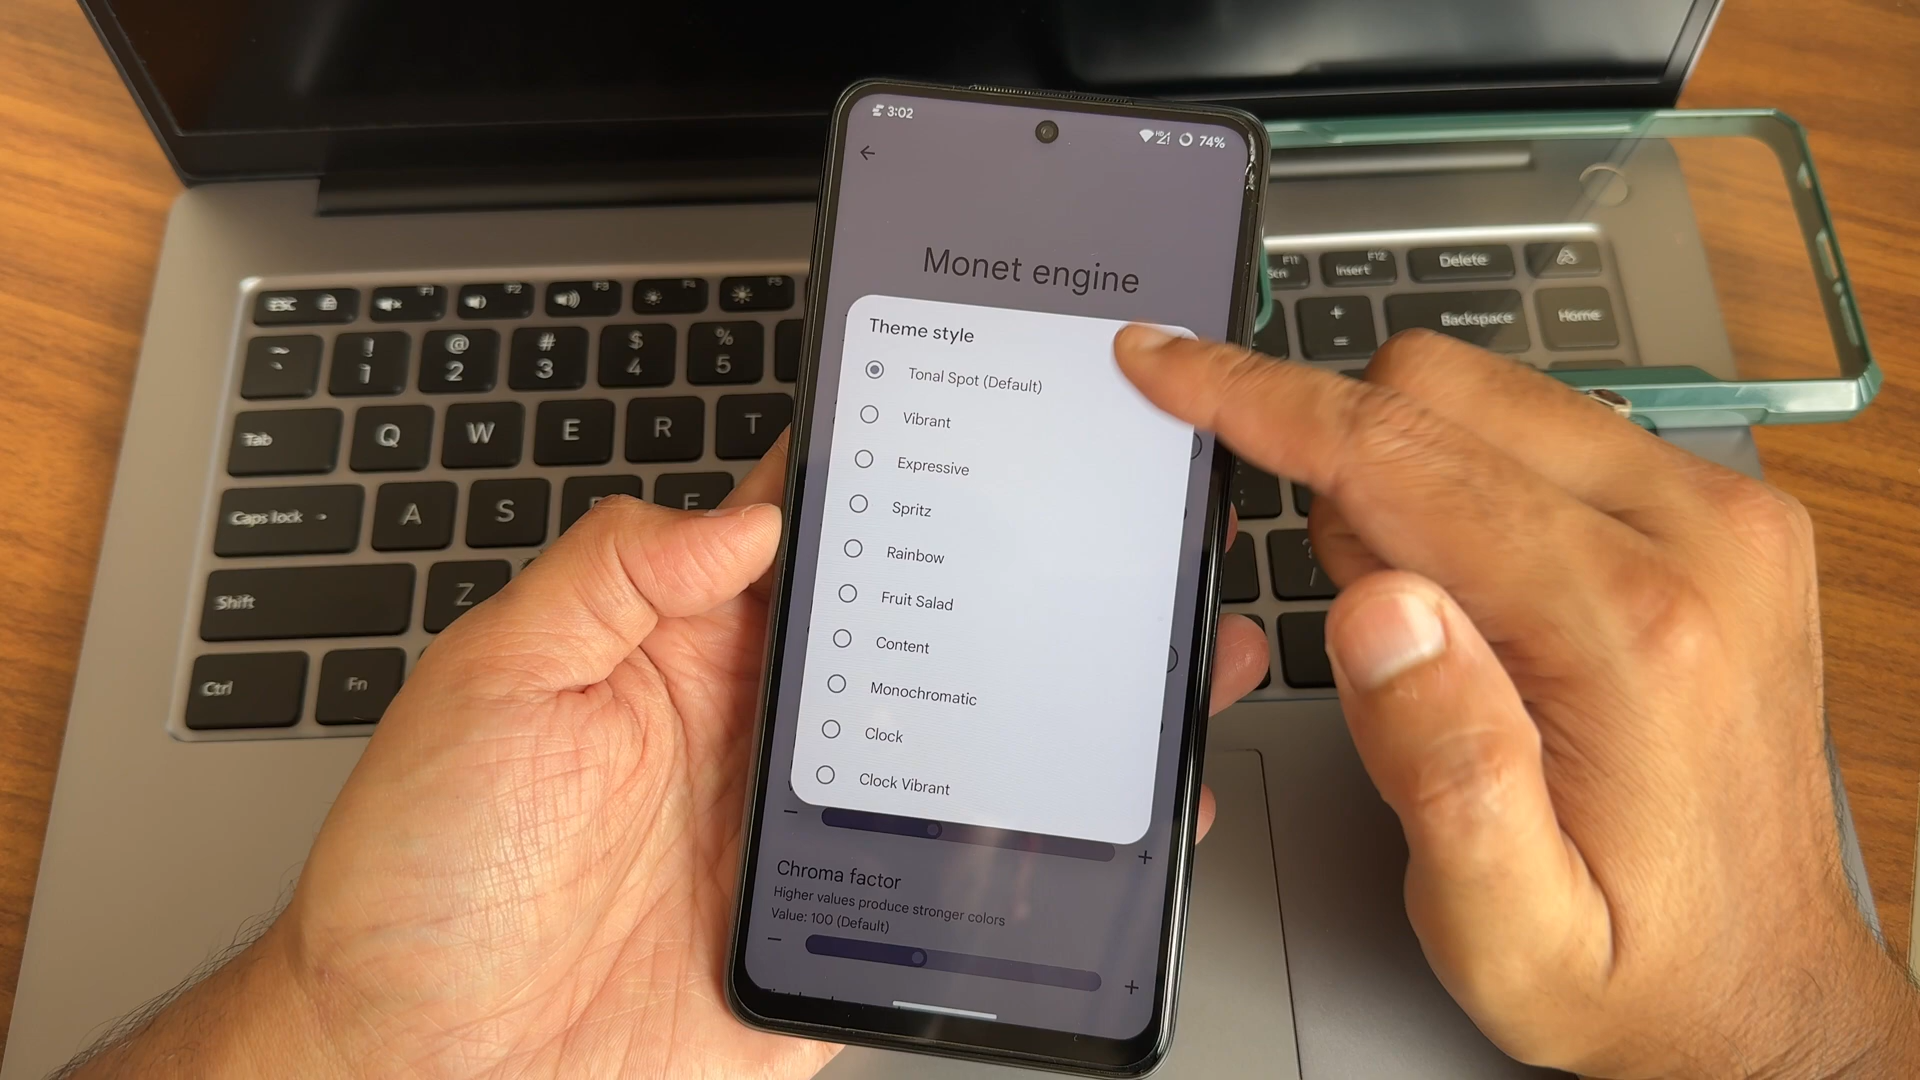 3:02
74%
Monet engine
Theme style
Tonal Spot (Default)
Vibrant
Expressive
Spritz
Rainbow
Fruit Salad
Content
Monochromatic
Clock
Clock Vibrant
Chroma factor
Higher values produce stronger colors
Value: 100 (Default)
ESC F1 F2 F3 F4 F5
~ ! @ # $ %
` 1 2 3 4 5
Tab Q W E R T
Caps lock A S
Shift Z
Ctrl Fn
F11 F12
Insert Delete
+ Backspace Home
=